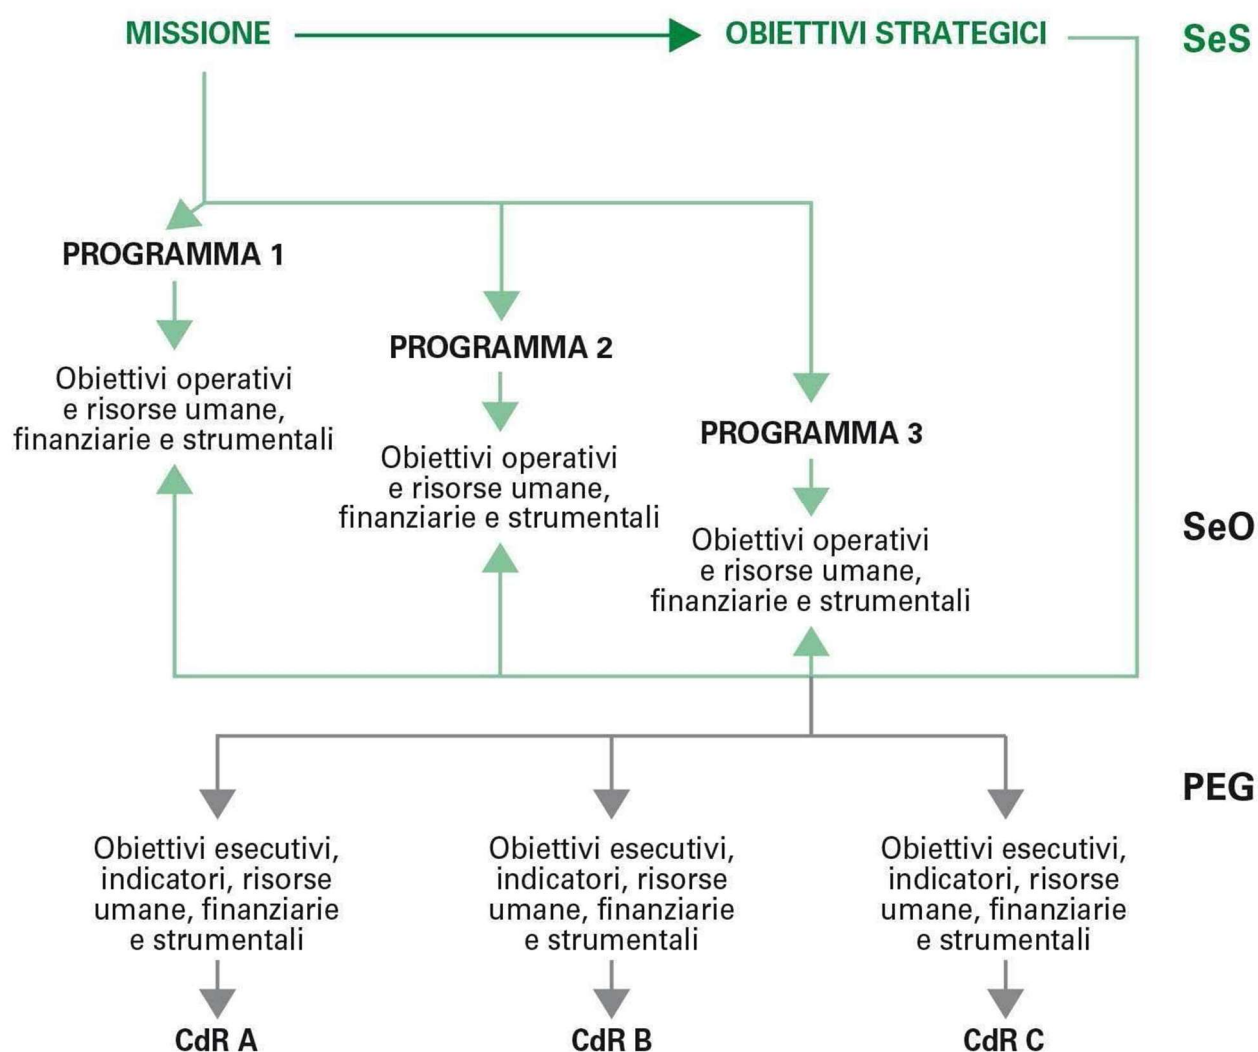 MISSIONE
OBIETTIVI STRATEGICI
SeS
PROGRAMMA 1
Obiettivi operativi
e risorse umane,
finanziarie e strumentali
PROGRAMMA 2
Obiettivi operativi
e risorse umane,
finanziarie e strumentali
PROGRAMMA 3
Obiettivi operativi
e risorse umane,
finanziarie e strumentali
SeO
PEG
Obiettivi esecutivi,
indicatori, risorse
umane, finanziarie
e strumentali
CdR A
Obiettivi esecutivi,
indicatori, risorse
umane, finanziarie
e strumentali
CdR B
Obiettivi esecutivi,
indicatori, risorse
umane, finanziarie
e strumentali
CdR C